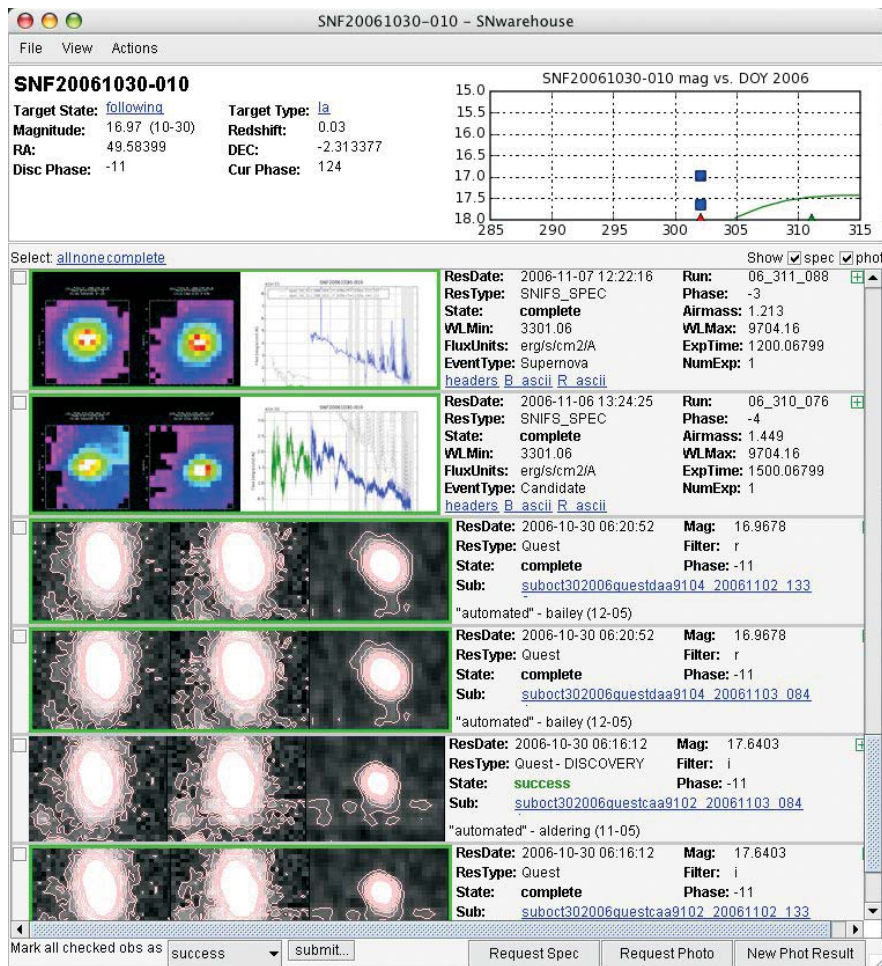 SNF20061030-010 – SNwarehouse
File View Actions
SNF20061030-010
Target State: following Target Type: Ia
Magnitude: 16.97 (10-30) Redshift: 0.03
RA: 49.58399 DEC: -2.313377
Disc Phase: -11 Cur Phase: 124
SNF20061030-010 mag vs. DOY 2006
15.0
15.5
16.0
16.5
17.0
17.5
18.0
285 290 295 300 305 310 315
Select: all none complete Show spec phot
ResDate: 2006-11-07 12:22:16 Run: 06_311_088
ResType: SNIFS_SPEC Phase: -3
State: complete Airmass: 1.213
WLMin: 3301.06 WLMax: 9704.16
FluxUnits: erg/s/cm2/A ExpTime: 1200.06799
EventType: Supernova NumExp: 1
headers B_ascii R_ascii
SNF20061030-010
ResDate: 2006-11-06 13:24:25 Run: 06_310_076
ResType: SNIFS_SPEC Phase: -4
State: complete Airmass: 1.449
WLMin: 3301.06 WLMax: 9704.16
FluxUnits: erg/s/cm2/A ExpTime: 1500.06799
EventType: Candidate NumExp: 1
headers B_ascii R_ascii
SNF20061030-010
ResDate: 2006-10-30 06:20:52 Mag: 16.9678
ResType: Quest Filter: r
State: complete Phase: -11
Sub: suboct302006questdaa9104_20061102_133
"automated" - bailey (12-05)
ResDate: 2006-10-30 06:20:52 Mag: 16.9678
ResType: Quest Filter: r
State: complete Phase: -11
Sub: suboct302006questdaa9104_20061103_084
"automated" - bailey (12-05)
ResDate: 2006-10-30 06:16:12 Mag: 17.6403
ResType: Quest - DISCOVERY Filter: i
State: success Phase: -11
Sub: suboct302006questcaa9102_20061103_084
"automated" - aldering (11-05)
ResDate: 2006-10-30 06:16:12 Mag: 17.6403
ResType: Quest Filter: i
State: complete Phase: -11
Sub: suboct302006questcaa9102_20061102_133
Mark all checked obs as success submit... Request Spec Request Photo New Phot Result